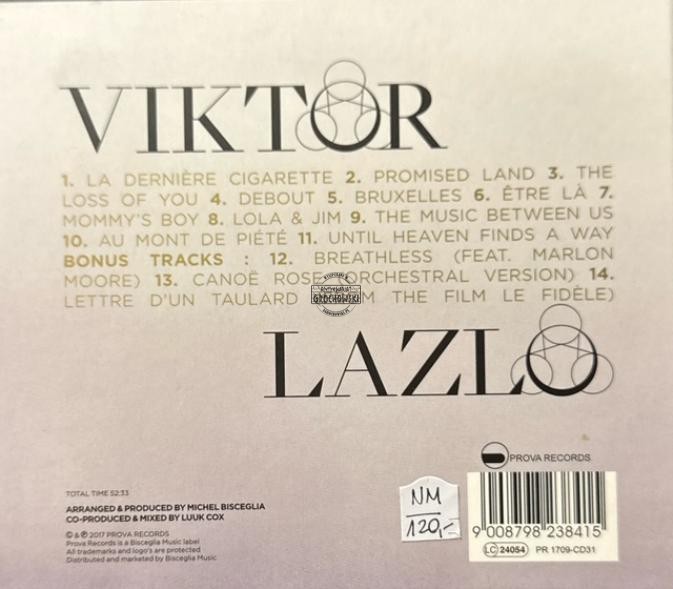 VIKTOR
1. LA DERNIÈRE CIGARETTE 2. PROMISED LAND 3. THE
LOSS OF YOU 4. DEBOUT 5. BRUXELLES 6. ÊTRE LÀ 7.
MOMMY'S BOY 8. LOLA & JIM 9. THE MUSIC BETWEEN US
10. AU MONT DE PIÉTÉ 11. UNTIL HEAVEN FINDS A WAY
BONUS TRACKS : 12. BREATHLESS (FEAT. MARLON
MOORE) 13. CANOË ROSE (ORCHESTRAL VERSION) 14.
LETTRE D'UN TAULARD THE FILM LE FIDÈLE)
LAZLO
PROVA RECORDS
TOTAL TIME 52:33
ARRANGED & PRODUCED BY MICHEL BISCEGLIA
CO-PRODUCED & MIXED BY LUUK COX
© & ℗ 2017 PROVA RECORDS
Prova Records is a Bisceglia Music label
All trademarks and logo's are protected
Distributed and marketed by Bisceglia Music
NM
120,-
9 008798 238415
LC 24054 PR 1709-CD31